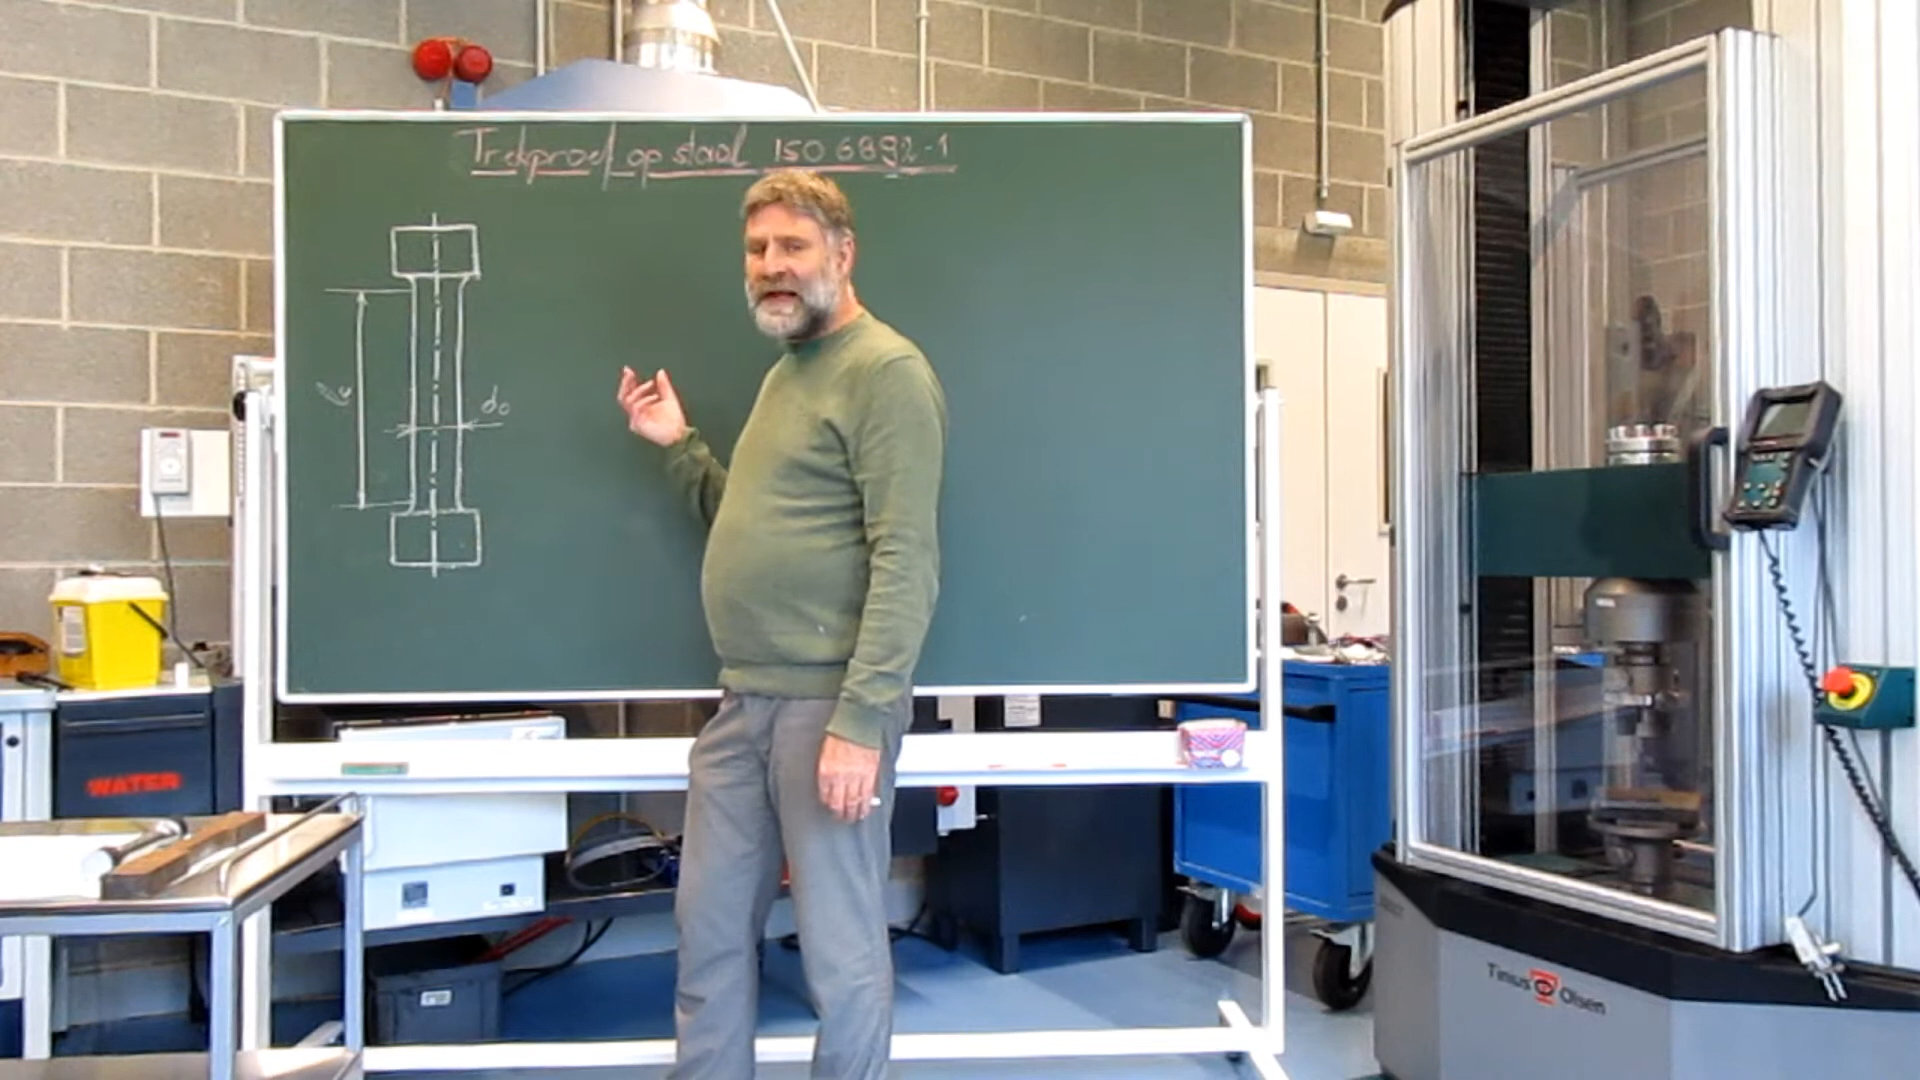 Trekproef op staal ISO 6892-1
d0
WATER
Tinius Olsen